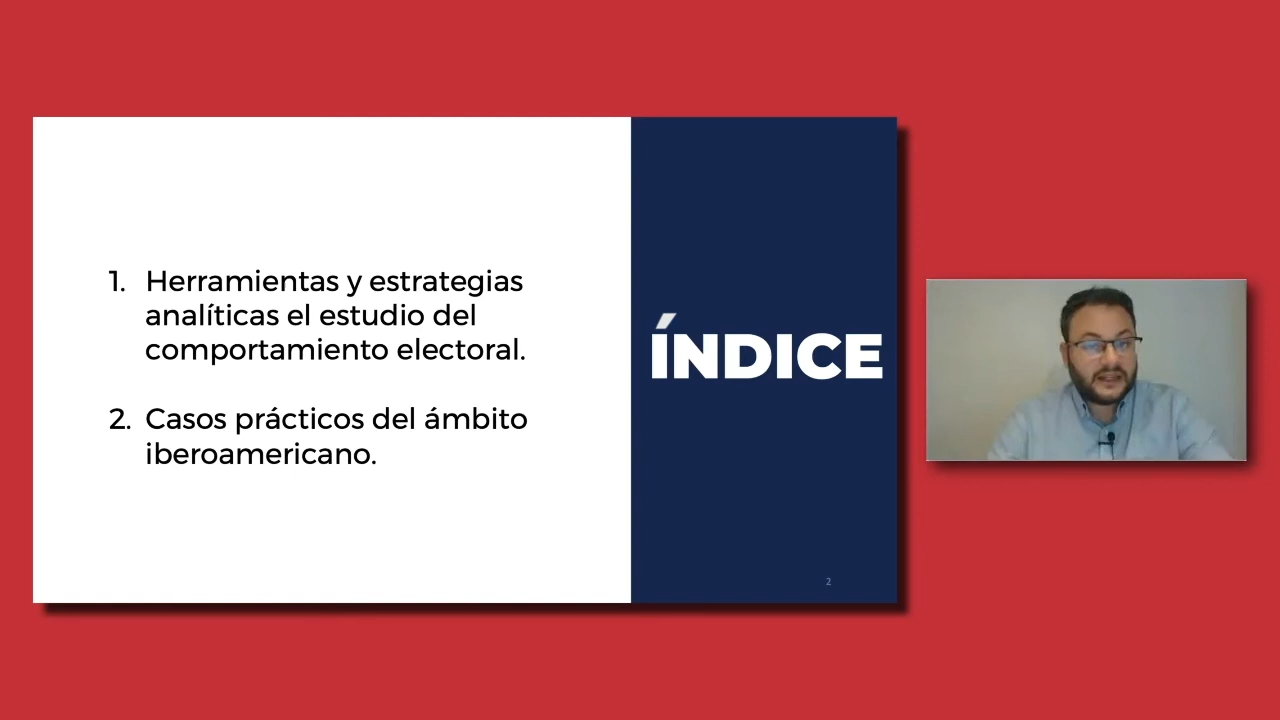 1. Herramientas y estrategias
analíticas el estudio del
comportamiento electoral.
2. Casos prácticos del ámbito
iberoamericano.
ÍNDICE
2